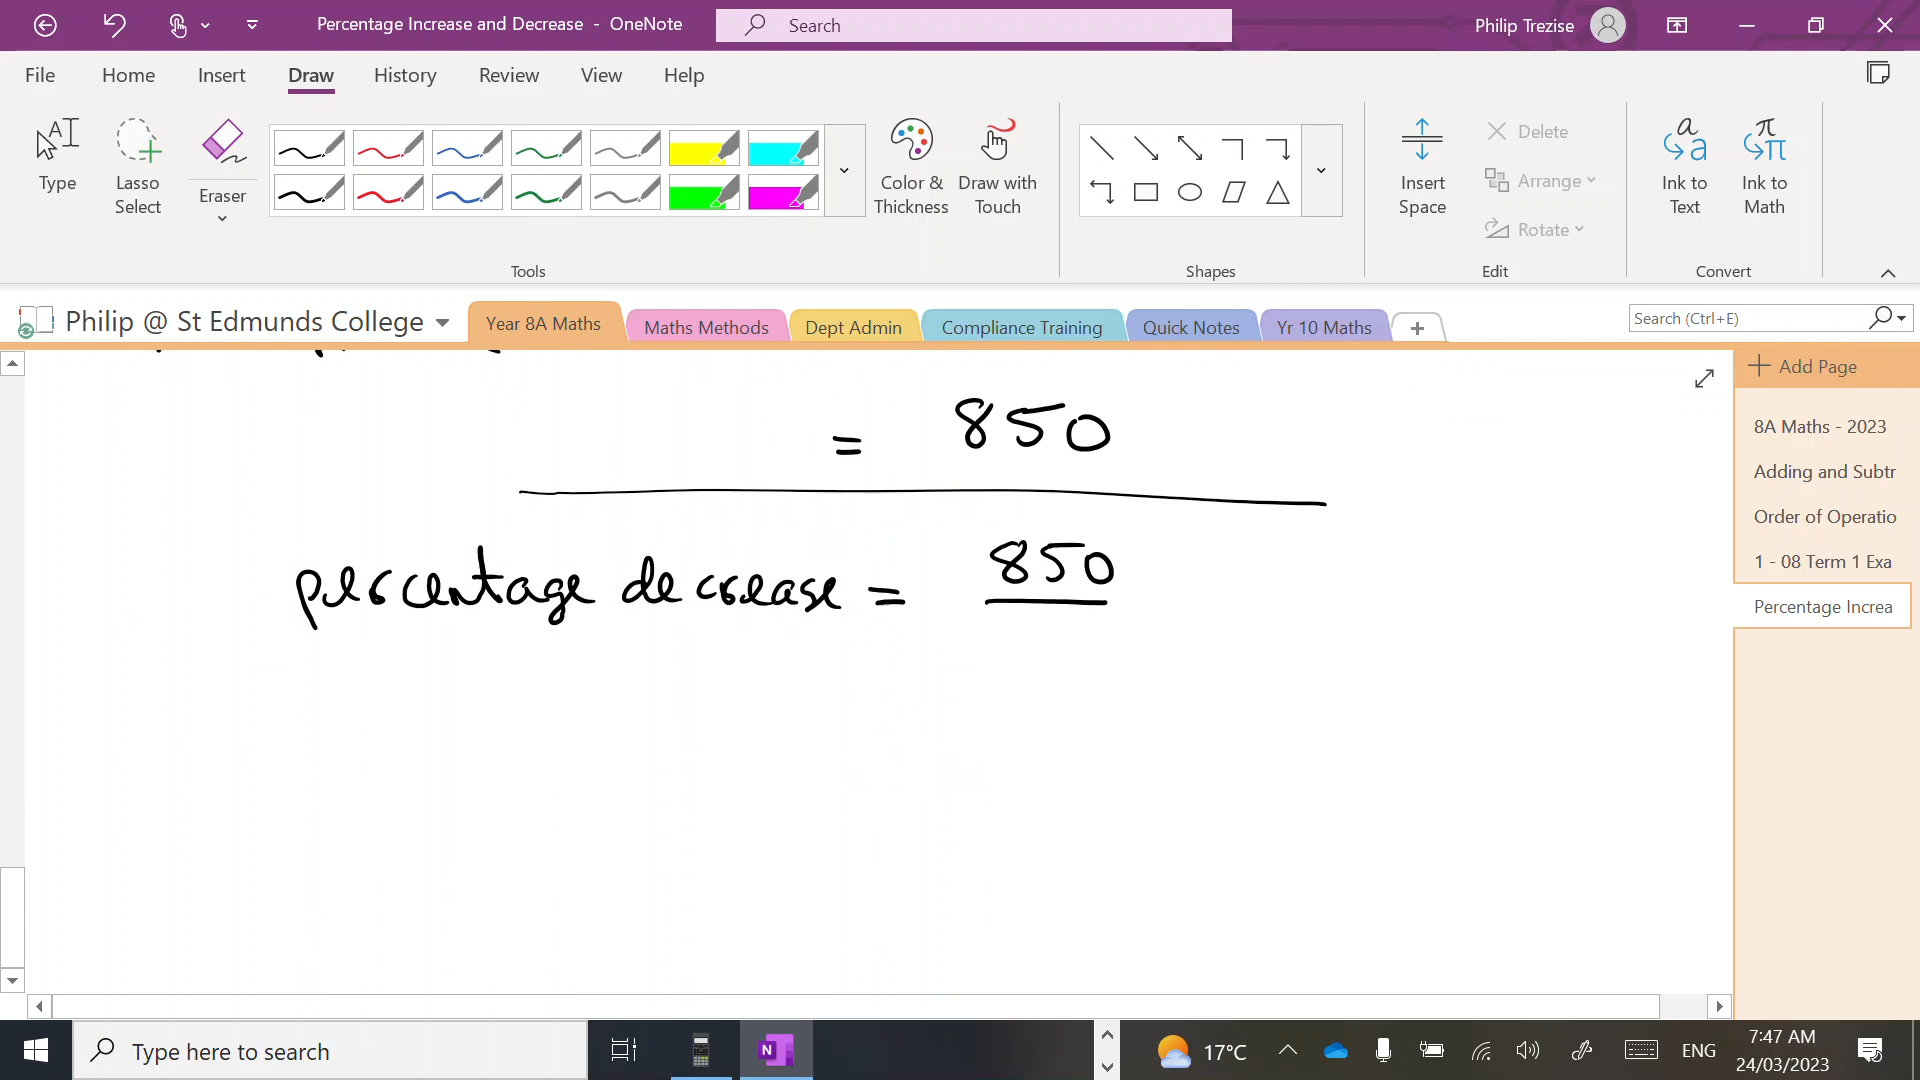 Percentage Increase and Decrease - OneNote
Search
Philip Trezise
File Home Insert Draw History Review View Help
Type
Lasso Select
Eraser
Color & Thickness
Draw with Touch
Insert Space
Delete
Arrange
Rotate
Ink to Text
Ink to Math
Tools
Shapes
Edit
Convert
Philip @ St Edmunds College
Year 8A Maths
Maths Methods
Dept Admin
Compliance Training
Quick Notes
Yr 10 Maths
Search (Ctrl+E)
Add Page
8A Maths - 2023
Adding and Subtr
Order of Operatio
1 - 08 Term 1 Exa
Percentage Increa
= 850
percentage decrease = 850
Type here to search
17°C
ENG
7:47 AM
24/03/2023